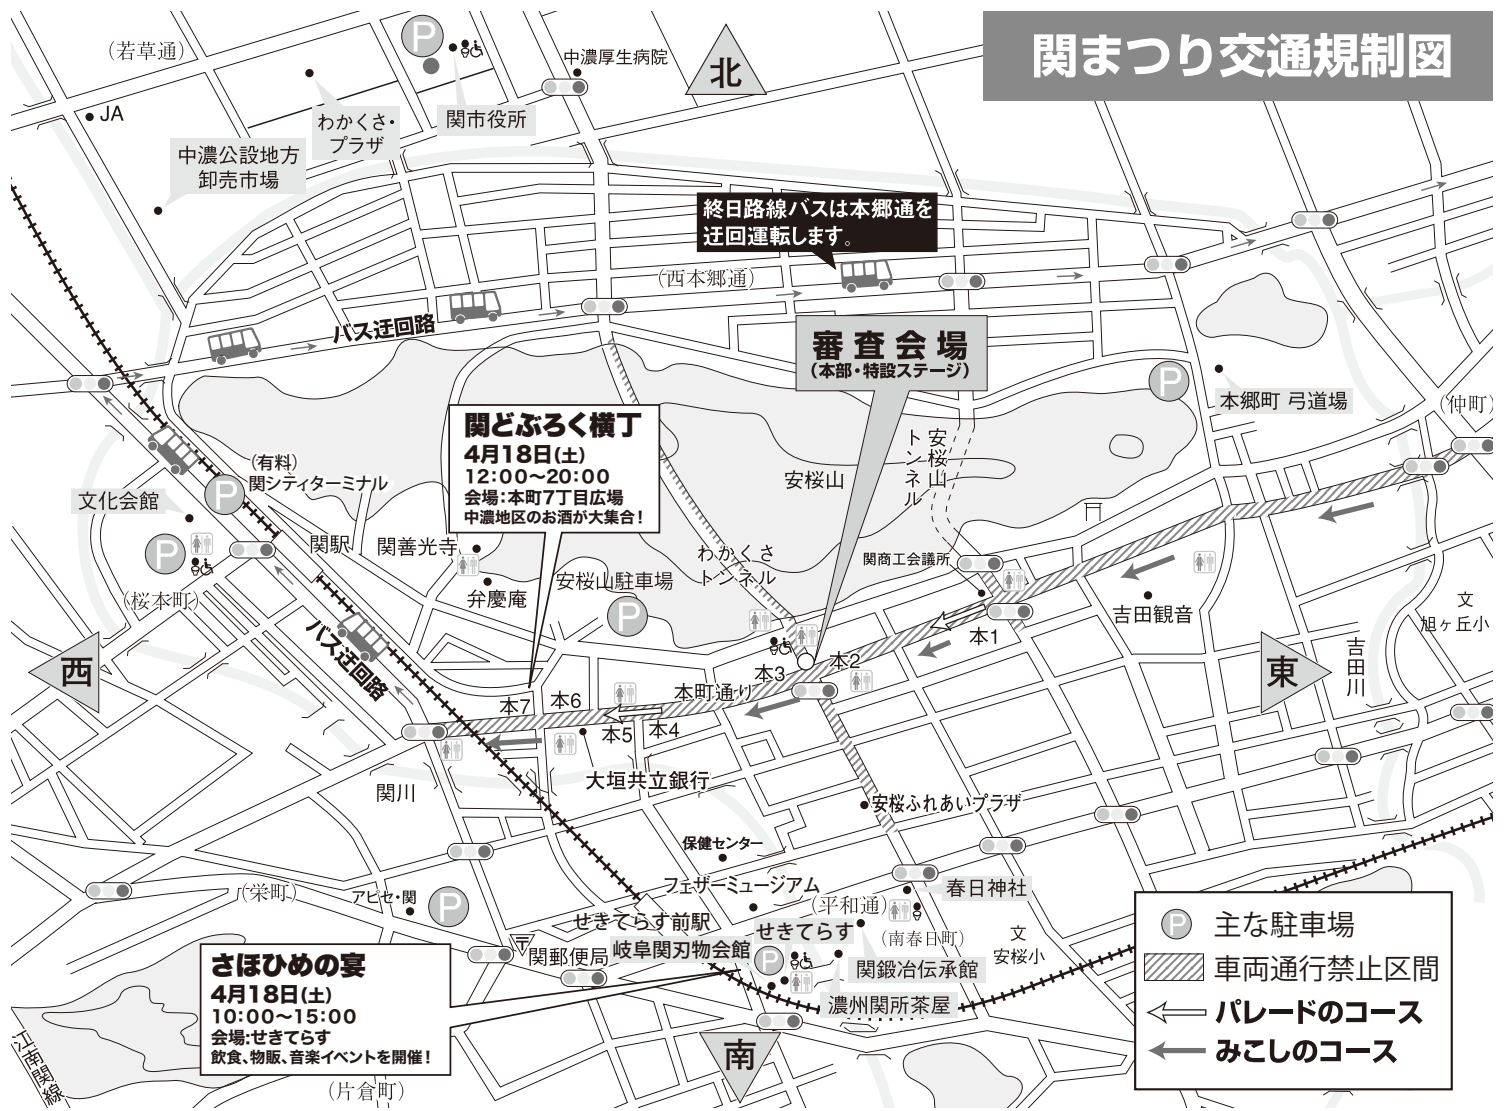 関まつり交通規制図
(若草通)
P
中濃厚生病院
北
JA
わかくさ・
プラザ
関市役所
中濃公設地方
卸売市場
終日路線バスは本郷通を
迂回運転します。
(西本郷通)
バス迂回路
審査会場
(本部・特設ステージ)
P
本郷町 弓道場
(仲町)
関どぶろく横丁
4月18日(土)
12:00〜20:00
会場:本町7丁目広場
中濃地区のお酒が大集合!
安桜山
トンネル
安桜山
(有料)
関シティターミナル
P
文化会館
P
関駅
関善光寺
わかくさ
トンネル
関商工会議所
安桜山駐車場
P
弁慶庵
(桜本町)
吉田観音
文
旭ヶ丘小
バス迂回路
本1
西
東
吉田川
本3
本2
本町通り
本7
本6
本5
本4
大垣共立銀行
関川
安桜ふれあいプラザ
保健センター
フェザーミュージアム
(栄町)
アピセ・関
P
春日神社
(平和通)
せきてらす前駅
せきてらす
(南春日町)
文
安桜小
〒
関郵便局
岐阜関刃物会館
P
関鍛冶伝承館
濃州関所茶屋
さほひめの宴
4月18日(土)
10:00〜15:00
会場:せきてらす
飲食、物販、音楽イベントを開催!
南
江南関線
(片倉町)
P 主な駐車場
車両通行禁止区間
パレードのコース
みこしのコース